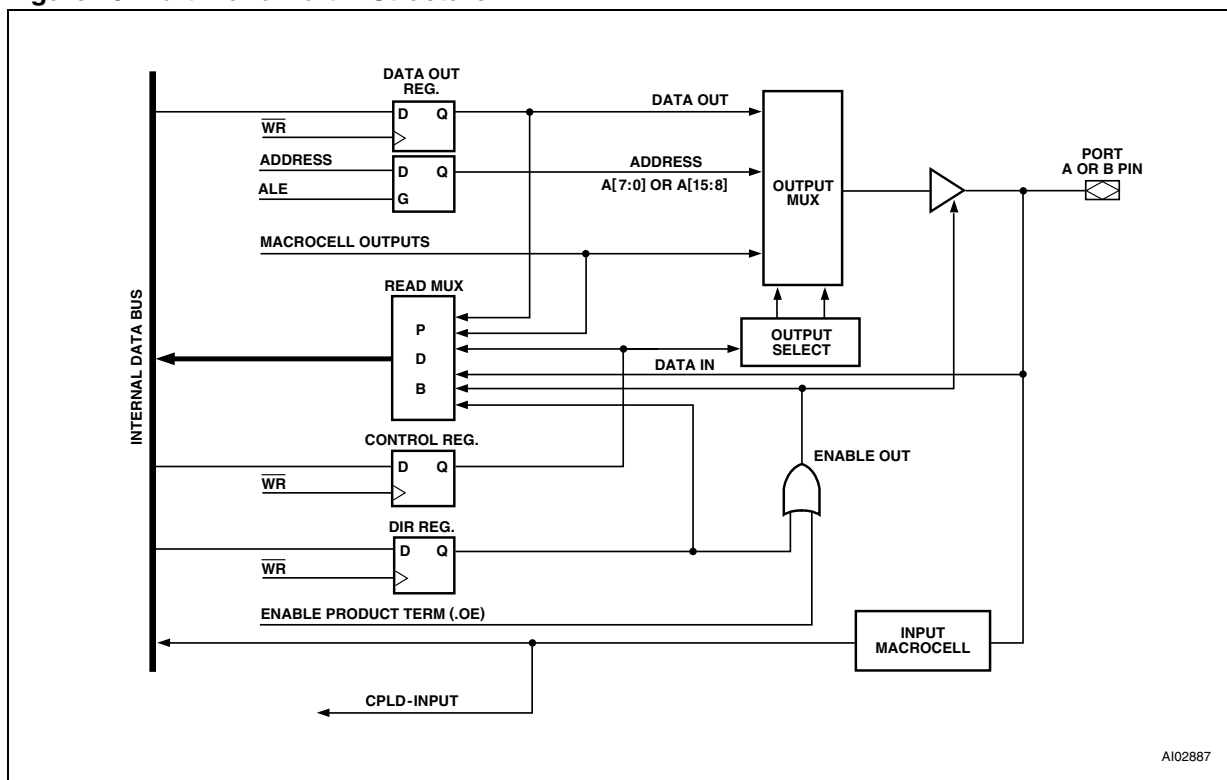 DATA OUT
REG.
D Q
WR
DATA OUT
ADDRESS
D Q
ALE
G
ADDRESS
A[7:0] OR A[15:8]
OUTPUT
MUX
PORT
A OR B PIN
MACROCELL OUTPUTS
READ MUX
P
D
B
OUTPUT
SELECT
DATA IN
INTERNAL DATA BUS
CONTROL REG.
D Q
WR
ENABLE OUT
DIR REG.
D Q
WR
ENABLE PRODUCT TERM (.OE)
INPUT
MACROCELL
CPLD-INPUT
AI02887